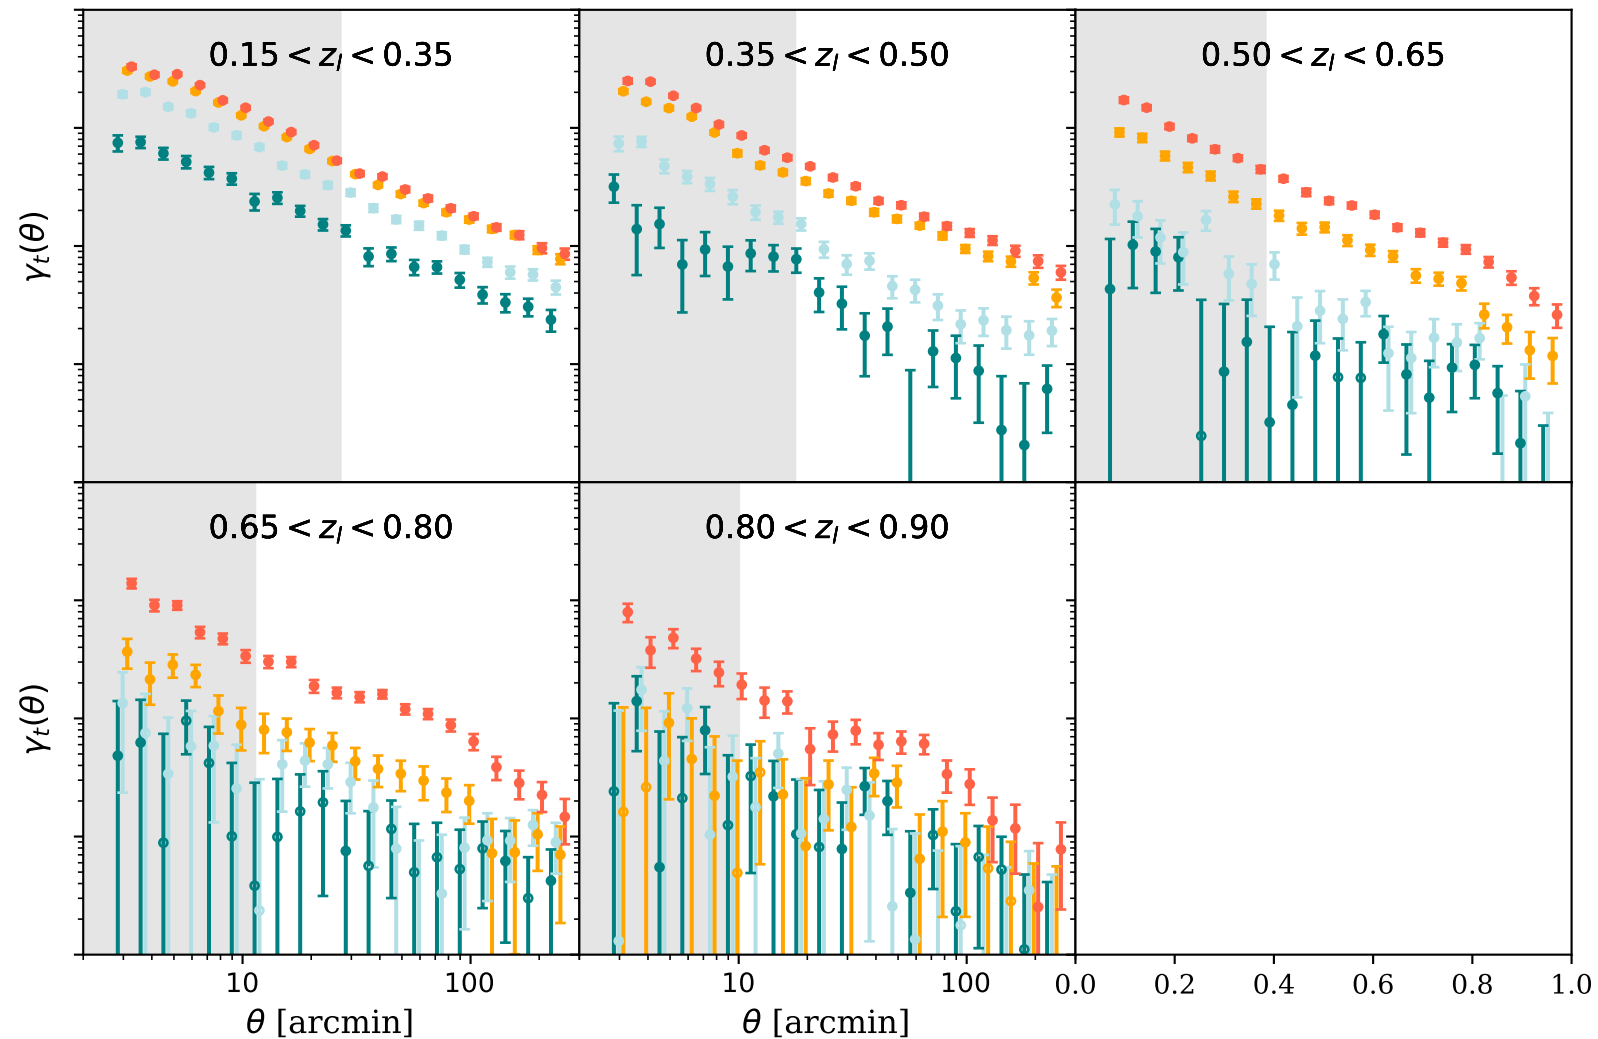 0.15 < z_l < 0.35
0.35 < z_l < 0.50
0.50 < z_l < 0.65
γ_t(θ)
0.65 < z_l < 0.80
0.80 < z_l < 0.90
γ_t(θ)
10 100 10 100 0.0 0.2 0.4 0.6 0.8 1.0
θ [arcmin] θ [arcmin]